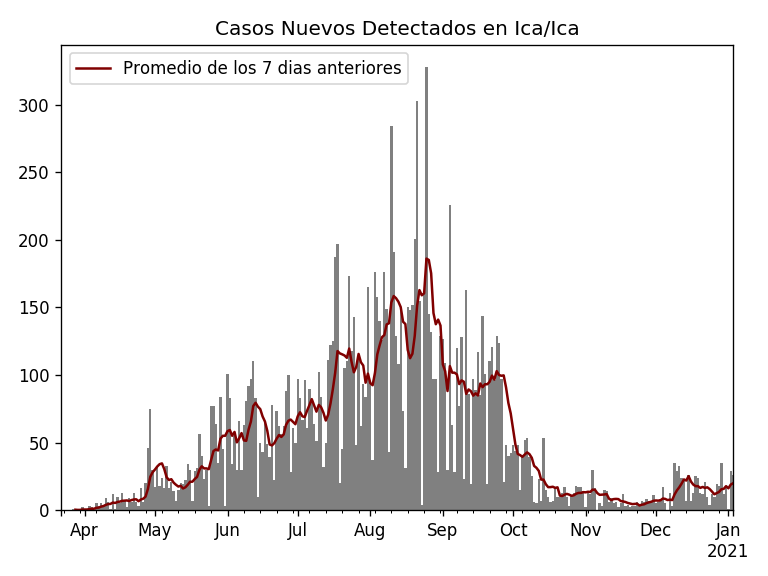 Casos Nuevos Detectados en Ica/Ica
Promedio de los 7 dias anteriores
300
250
200
150
100
50
0
Apr May Jun Jul Aug Sep Oct Nov Dec Jan
2021